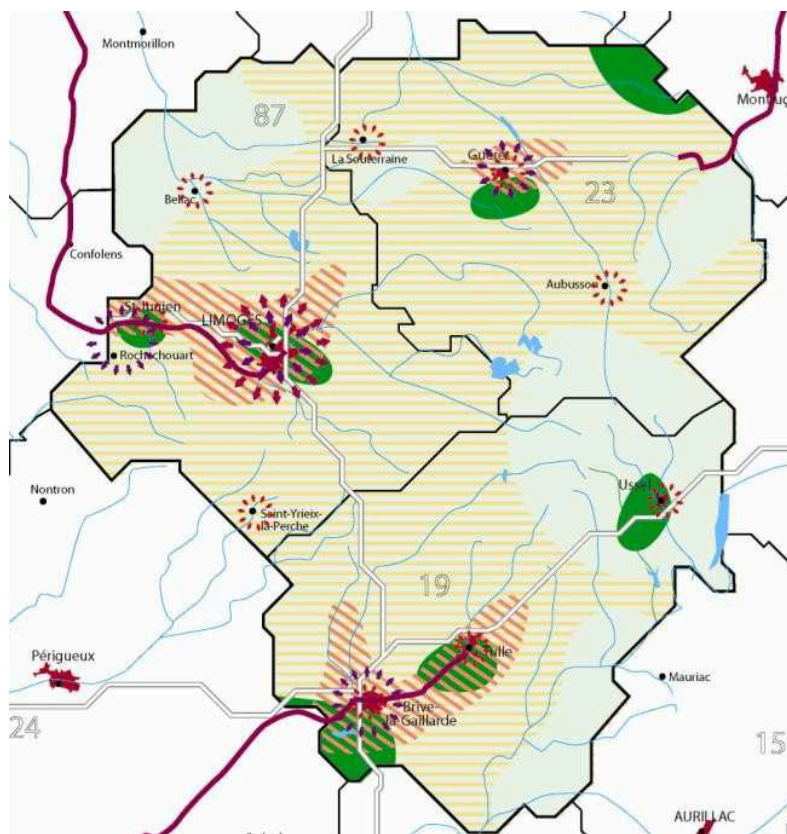 Montmorillon
87
La Souterraine
Guéret
Bellac
23
Confolens
Aubusson
St Junien
LIMOGES
Rochechouart
Nontron
Ussel
Saint-Yrieix-
la-Perche
19
Périgueux
Tulle
Mauriac
Brive-
la-Gaillarde
24
15
AURILLAC